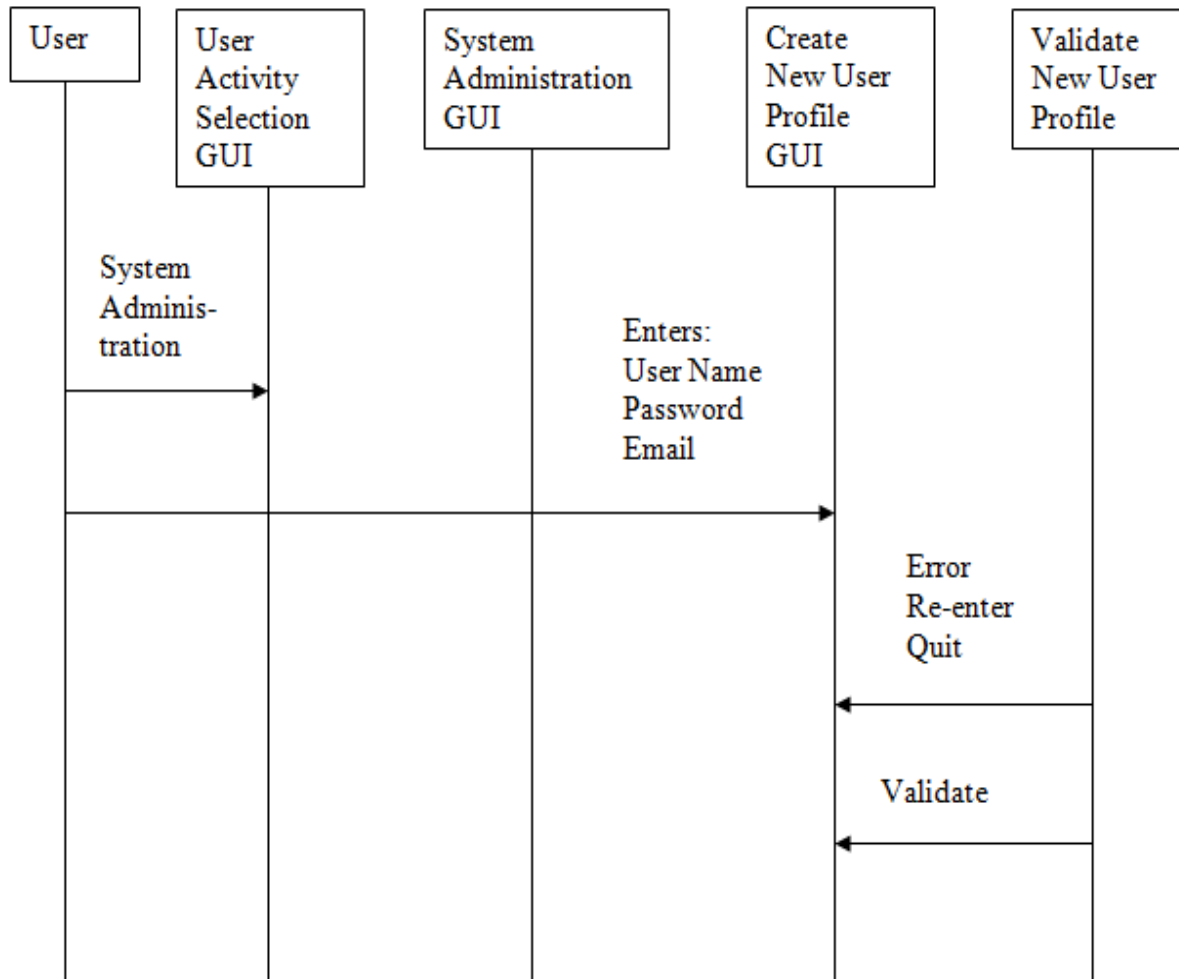 User
User
Activity
Selection
GUI
System
Administration
GUI
Create
New User
Profile
GUI
Validate
New User
Profile
System
Adminis-
tration
Enters:
User Name
Password
Email
Error
Re-enter
Quit
Validate